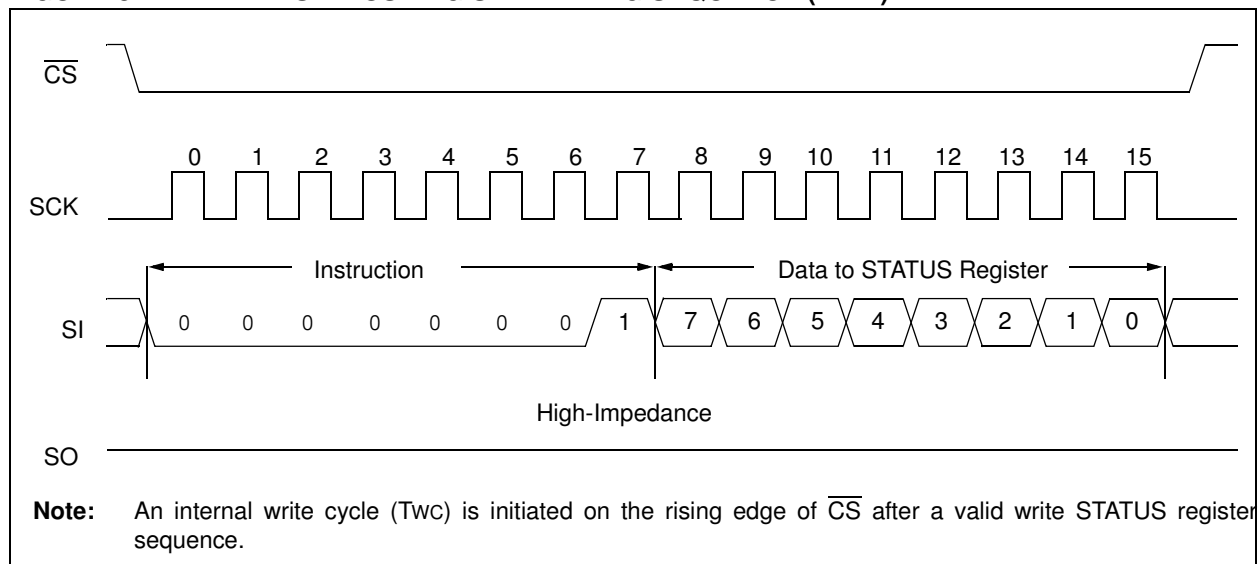 CS
0 1 2 3 4 5 6 7 8 9 10 11 12 13 14 15
SCK
Instruction
Data to STATUS Register
SI
0 0 0 0 0 0 0 1 7 6 5 4 3 2 1 0
High-Impedance
SO
Note: An internal write cycle (TWC) is initiated on the rising edge of CS after a valid write STATUS register
sequence.